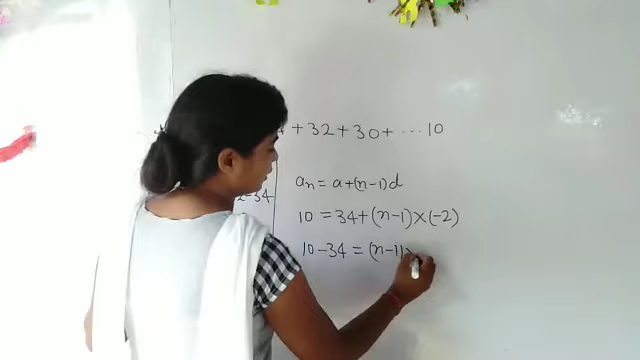 + 32 + 30 + ... 10
aₙ = a + (n-1) d
-34
10 = 34 + (n-1) × (-2)
10 - 34 = (n-1) ×